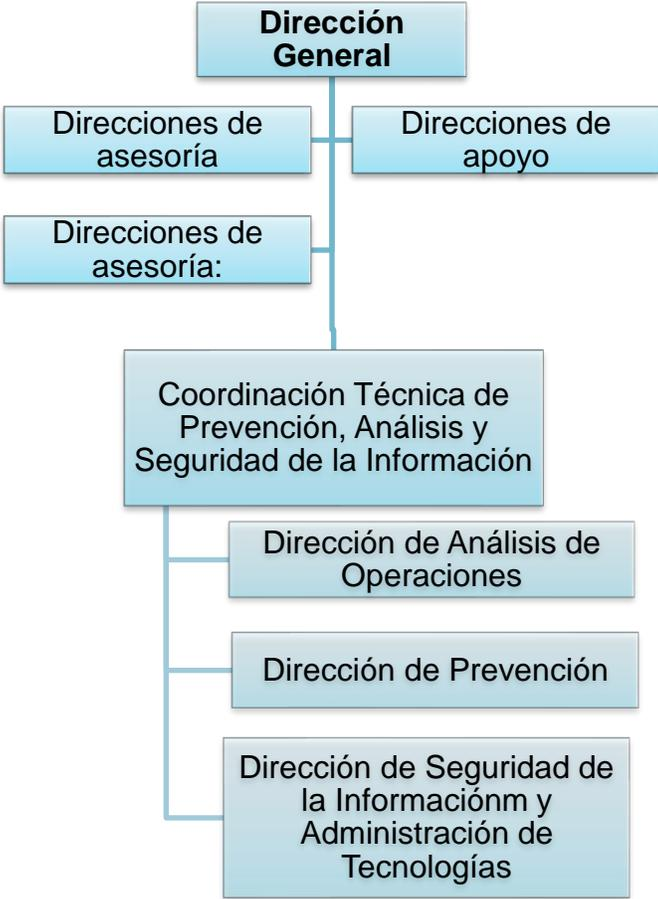 Dirección
General
Direcciones de
asesoría
Direcciones de
apoyo
Direcciones de
asesoría:
Coordinación Técnica de
Prevención, Análisis y
Seguridad de la Información
Dirección de Análisis de
Operaciones
Dirección de Prevención
Dirección de Seguridad de
la Informaciónm y
Administración de
Tecnologías